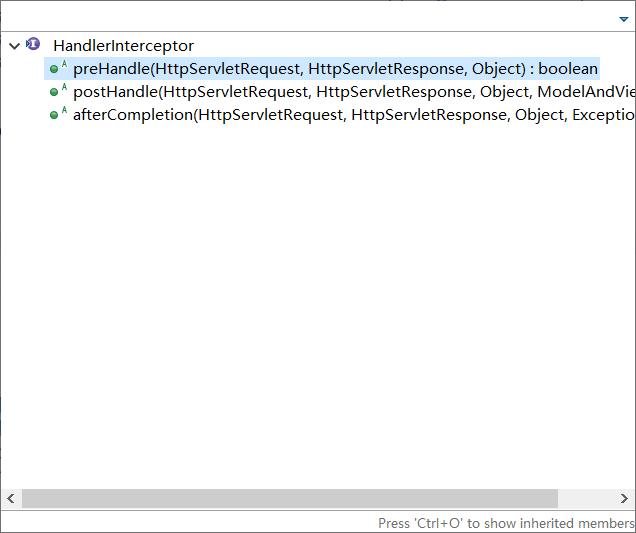 HandlerInterceptor
A preHandle(HttpServletRequest, HttpServletResponse, Object) : boolean
A postHandle(HttpServletRequest, HttpServletResponse, Object, ModelAndVie
A afterCompletion(HttpServletRequest, HttpServletResponse, Object, Exceptio
Press 'Ctrl+O' to show inherited members